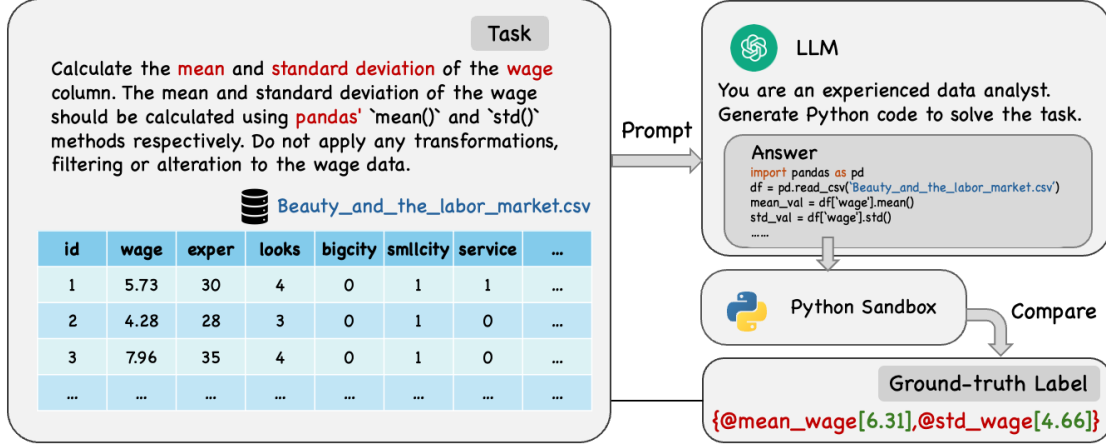 Task
Calculate the mean and standard deviation of the wage
column. The mean and standard deviation of the wage
should be calculated using pandas' `mean()` and `std()`
methods respectively. Do not apply any transformations,
filtering or alteration to the wage data.
Beauty_and_the_labor_market.csv
id wage exper looks bigcity smllcity service ...
1 5.73 30 4 0 1 1 ...
2 4.28 28 3 0 1 0 ...
3 7.96 35 4 0 1 0 ...
... ... ... ... ... ... ... ...
Prompt
LLM
You are an experienced data analyst.
Generate Python code to solve the task.
Answer
import pandas as pd
df = pd.read_csv('Beauty_and_the_labor_market.csv')
mean_val = df['wage'].mean()
std_val = df['wage'].std()
......
Python Sandbox
Compare
Ground-truth Label
{@mean_wage[6.31],@std_wage[4.66]}